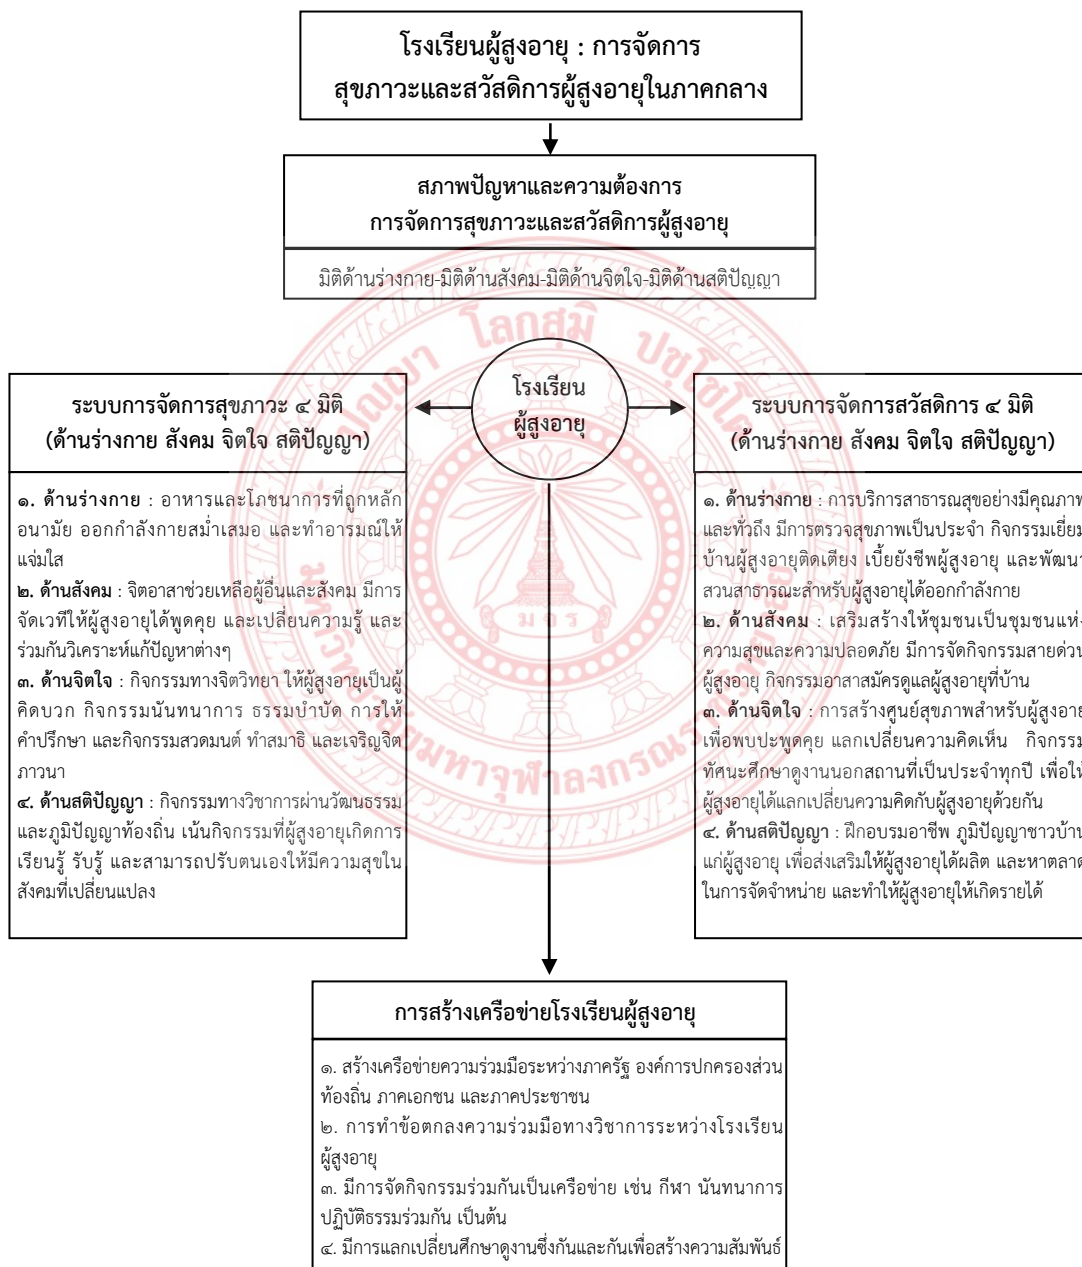 โรงเรียนผู้สูงอายุ : การจัดการ
สุขภาวะและสวัสดิการผู้สูงอายุในภาคกลาง
สภาพปัญหาและความต้องการ
การจัดการสุขภาวะและสวัสดิการผู้สูงอายุ
มิติด้านร่างกาย-มิติด้านสังคม-มิติด้านจิตใจ-มิติด้านสติปัญญา
ปญฺญา โลกสฺมิ ปชฺโชโต
โรงเรียน
ผู้สูงอายุ
ระบบการจัดการสุขภาวะ ๔ มิติ
(ด้านร่างกาย สังคม จิตใจ สติปัญญา)
๑. ด้านร่างกาย : อาหารและโภชนาการที่ถูกหลัก
อนามัย ออกกำลังกายสม่ำเสมอ และทำอารมณ์ให้
แจ่มใส
๒. ด้านสังคม : จิตอาสาช่วยเหลือผู้อื่นและสังคม มีการ
จัดเวทีให้ผู้สูงอายุได้พูดคุย และเปลี่ยนความรู้ และ
ร่วมกันวิเคราะห์แก้ปัญหาต่างๆ
๓. ด้านจิตใจ : กิจกรรมทางจิตวิทยา ให้ผู้สูงอายุเป็นผู้
คิดบวก กิจกรรมนันทนาการ ธรรมบำบัด การให้
คำปรึกษา และกิจกรรมสวดมนต์ ทำสมาธิ และเจริญจิต
ภาวนา
๔. ด้านสติปัญญา : กิจกรรมทางวิชาการผ่านวัฒนธรรม
และภูมิปัญญาท้องถิ่น เน้นกิจกรรมที่ผู้สูงอายุเกิดการ
เรียนรู้ รับรู้ และสามารถปรับตนเองให้มีความสุขใน
สังคมที่เปลี่ยนแปลง
ระบบการจัดการสวัสดิการ ๔ มิติ
(ด้านร่างกาย สังคม จิตใจ สติปัญญา)
๑. ด้านร่างกาย : การบริการสาธารณสุขอย่างมีคุณภาพ
และทั่วถึง มีการตรวจสุขภาพเป็นประจำ กิจกรรมเยี่ยม
บ้านผู้สูงอายุติดเตียง เบี้ยยังชีพผู้สูงอายุ และพัฒนา
สวนสาธารณะสำหรับผู้สูงอายุได้ออกกำลังกาย
๒. ด้านสังคม : เสริมสร้างให้ชุมชนเป็นชุมชนแห่ง
ความสุขและความปลอดภัย มีการจัดกิจกรรมสายด่วน
ผู้สูงอายุ กิจกรรมอาสาสมัครดูแลผู้สูงอายุที่บ้าน
๓. ด้านจิตใจ : การสร้างศูนย์สุขภาพสำหรับผู้สูงอายุ
เพื่อพบปะพูดคุย แลกเปลี่ยนความคิดเห็น กิจกรรม
ทัศนะศึกษาดูงานนอกสถานที่เป็นประจำทุกปี เพื่อให้
ผู้สูงอายุได้แลกเปลี่ยนความคิดกับผู้สูงอายุด้วยกัน
๔. ด้านสติปัญญา : ฝึกอบรมอาชีพ ภูมิปัญญาชาวบ้าน
แก่ผู้สูงอายุ เพื่อส่งเสริมให้ผู้สูงอายุได้ผลิต และหาตลาด
ในการจัดจำหน่าย และทำให้ผู้สูงอายุให้เกิดรายได้
มจร
มหาวิทยาลัยมหาจุฬาลงกรณราชวิทยาลัย
การสร้างเครือข่ายโรงเรียนผู้สูงอายุ
๑. สร้างเครือข่ายความร่วมมือระหว่างภาครัฐ องค์การปกครองส่วน
ท้องถิ่น ภาคเอกชน และภาคประชาชน
๒. การทำข้อตกลงความร่วมมือทางวิชาการระหว่างโรงเรียน
ผู้สูงอายุ
๓. มีการจัดกิจกรรมร่วมกันเป็นเครือข่าย เช่น กีฬา นันทนาการ
ปฏิบัติธรรมร่วมกัน เป็นต้น
๔. มีการแลกเปลี่ยนศึกษาดูงานซึ่งกันและกันเพื่อสร้างความสัมพันธ์